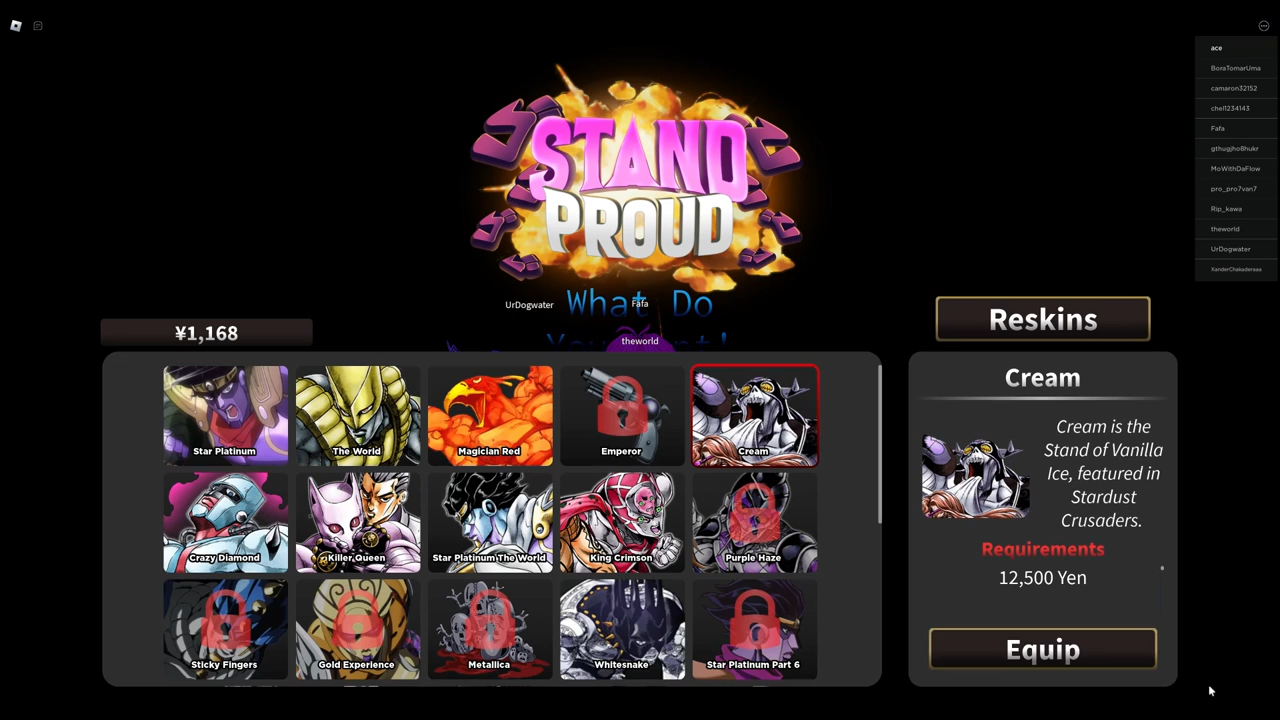 ace
BoraTomarUma
camaron32152
chel1234143
Fafa
gthugjho8hukr
MoWithDaFlow
pro_pro7van7
Rip_kawa
theworld
UrDogwater
XanderChakaderaaa
STAND
PROUD
UrDogwater
What Do
Fafa
theworld
¥1,168
Reskins
Star Platinum
The World
Magician Red
Emperor
Cream
Crazy Diamond
Killer Queen
Star Platinum The World
King Crimson
Purple Haze
Sticky Fingers
Gold Experience
Metallica
Whitesnake
Star Platinum Part 6
Cream
Cream is the
Stand of Vanilla
Ice, featured in
Stardust
Crusaders.
Requirements
12,500 Yen
Equip